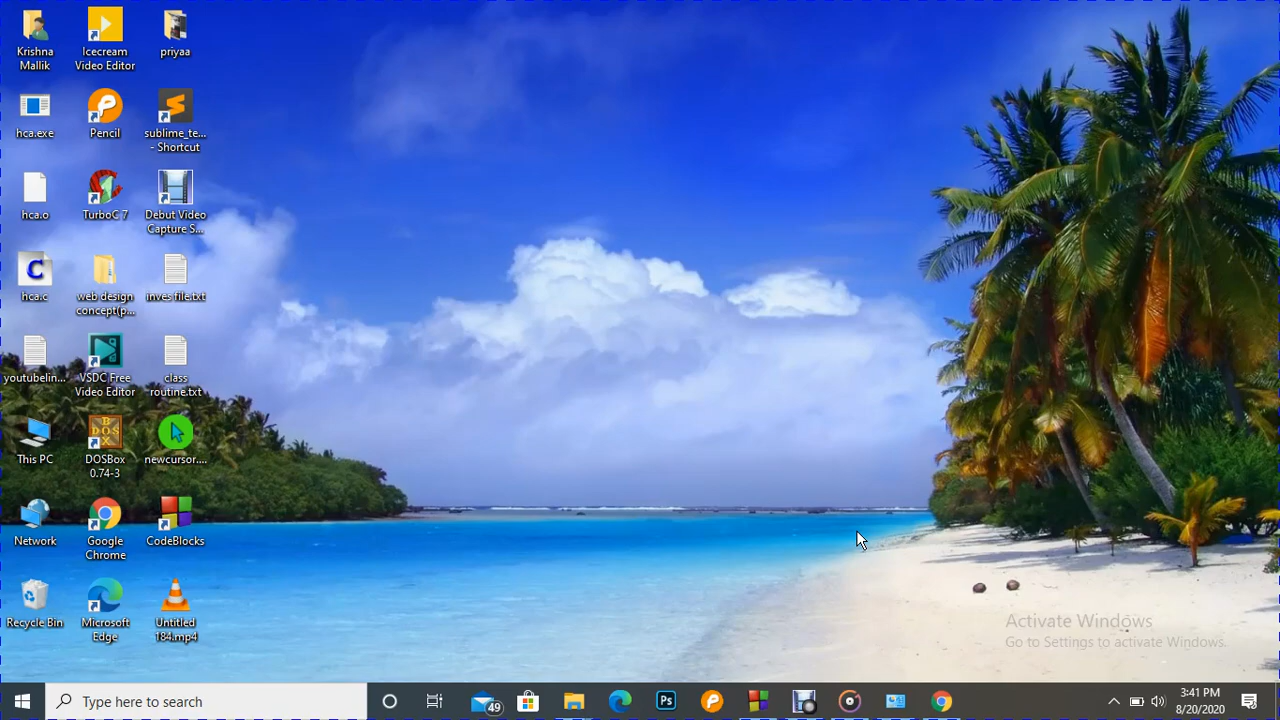 Krishna
Mallik
Icecream
Video Editor
priyaa
hca.exe
Pencil
sublime_te...
- Shortcut
hca.o
TurboC 7
Debut Video
Capture S...
C
hca.c
web design
concept(p...
inves file.txt
youtubelin...
VSDC Free
Video Editor
class
routine.txt
This PC
DOSBox
0.74-3
newcursor....
Network
Google
Chrome
CodeBlocks
Recycle Bin
Microsoft
Edge
Untitled
184.mp4
Activate Windows
Go to Settings to activate Windows.
Type here to search
49
Ps
3:41 PM
8/20/2020